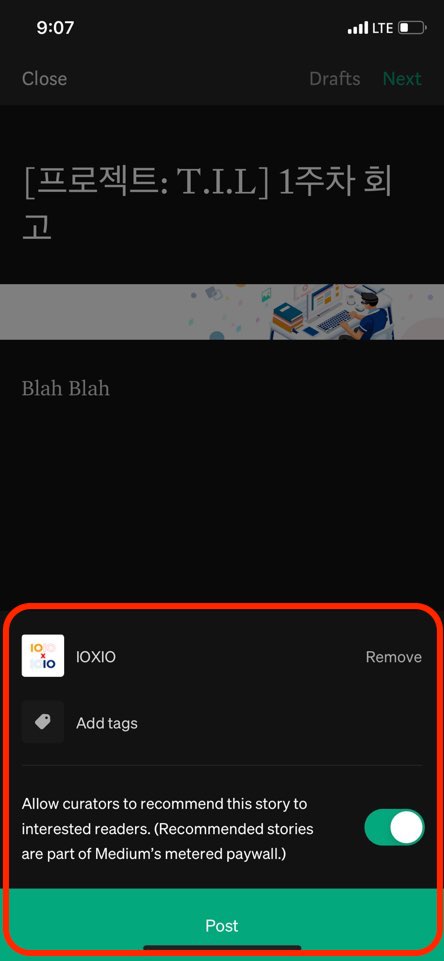 9:07 LTE
Close Drafts Next
[프로젝트: T.I.L] 1주차 회
고
Blah Blah
IOXIO Remove
Add tags
Allow curators to recommend this story to
interested readers. (Recommended stories
are part of Medium's metered paywall.)
Post